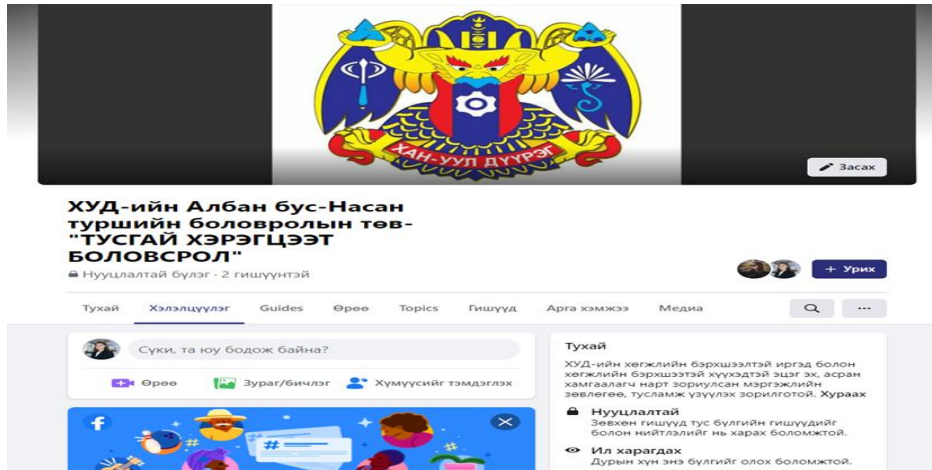 ХАН-УУЛ ДҮҮРЭГ
Засах
ХУД-ийн Албан бус-Насан
туршийн боловролын төв-
"ТУСГАЙ ХЭРЭГЦЭЭТ
БОЛОВСРОЛ"
Нууцлалтай бүлэг · 2 гишүүнтэй
+ Урих
Тухай Хэлэлцүүлэг Guides Өрөө Topics Гишүүд Арга хэмжээ Медиа
Суки, та юу бодож байна?
Өрөө Зураг/бичлэг Хүмүүсийг тэмдэглэх
Тухай
ХУД-ийн хөгжлийн бэрхшээлтэй иргэд болон
хөгжлийн бэрхшээтэй хүүхэдтэй эцэг эх, асран
хамгаалагч нарт зориулсан мэргэжлийн
зөвлөгөө, тусламж үзүүлэх зорилготой. Хураах
Нууцлалтай
Зөвхөн гишүүд тус бүлгийн гишүүдийг
болон нийтлэлийг нь харах боломжтой.
Ил харагдах
Дурын хүн энэ бүлгийг олох боломжтой.